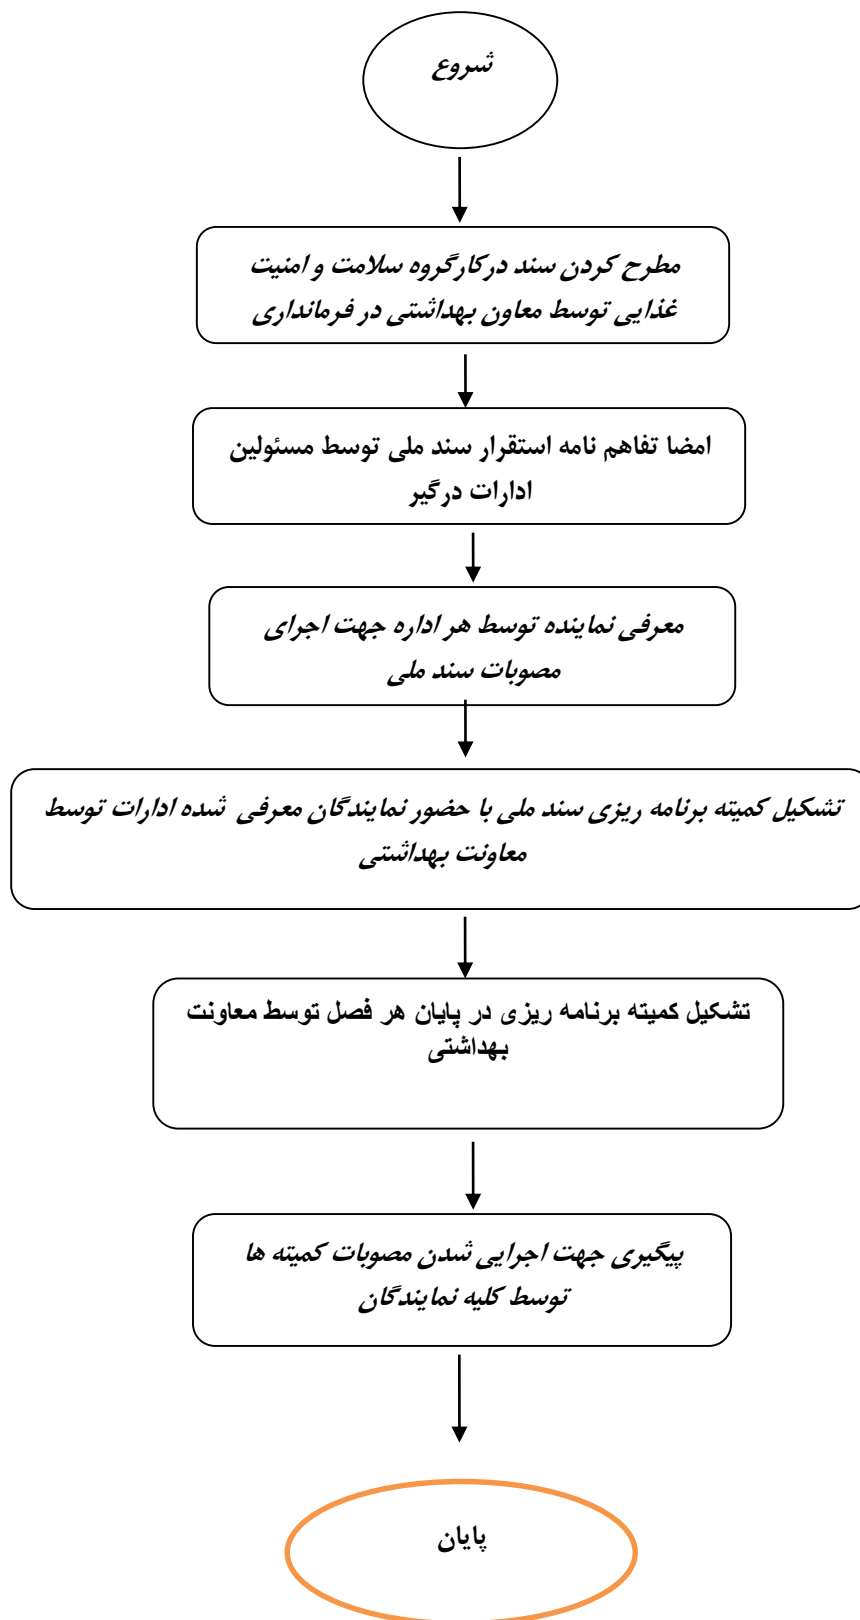 شروع
مطرح کردن سند درکارگروه سلامت و امنیت
غذایی توسط معاون بهداشتی در فرمانداری
امضا تفاهم نامه استقرار سند ملی توسط مسئولین
ادارات درگیر
معرفی نماینده توسط هر اداره جهت اجرای
مصوبات سند ملی
تشکیل کمیته برنامه ریزی سند ملی با حضور نمایندگان معرفی شده ادارات توسط
معاونت بهداشتی
تشکیل کمیته برنامه ریزی در پایان هر فصل توسط معاونت
بهداشتی
پیگیری جهت اجرایی شدن مصوبات کمیته ها
توسط کلیه نمایندگان
پایان